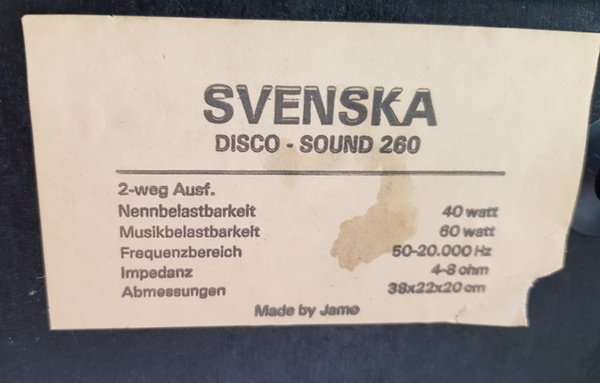 SVENSKA
DISCO - SOUND 260
2-weg Ausf.
Nennbelastbarkeit 40 watt
Musikbelastbarkeit 60 watt
Frequenzbereich 50-20.000 Hz
Impedanz 4-8 ohm
Abmessungen 38x22x20 cm
Made by Jamo